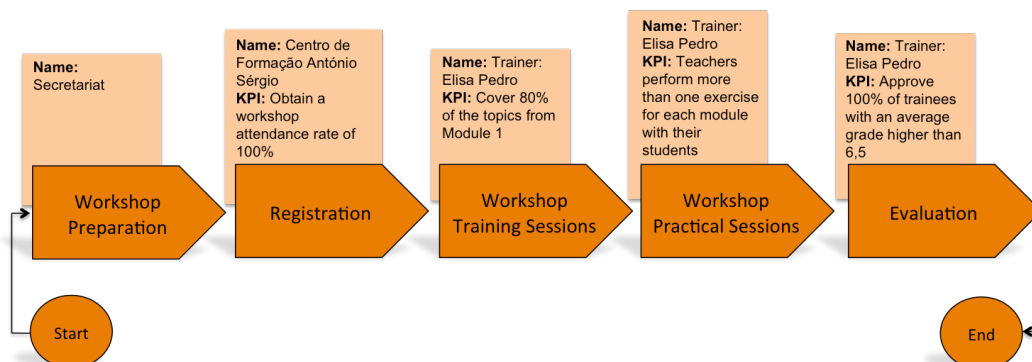 Name:
Secretariat
Name: Centro de
Formação António
Sérgio
KPI: Obtain a
workshop
attendance rate of
100%
Name: Trainer:
Elisa Pedro
KPI: Cover 80%
of the topics from
Module 1
Name: Trainer:
Elisa Pedro
KPI: Teachers
perform more
than one exercise
for each module
with their
students
Name: Trainer:
Elisa Pedro
KPI: Approve
100% of trainees
with an average
grade higher than
6,5
Workshop
Preparation
Registration
Workshop
Training Sessions
Workshop
Practical Sessions
Evaluation
Start
End